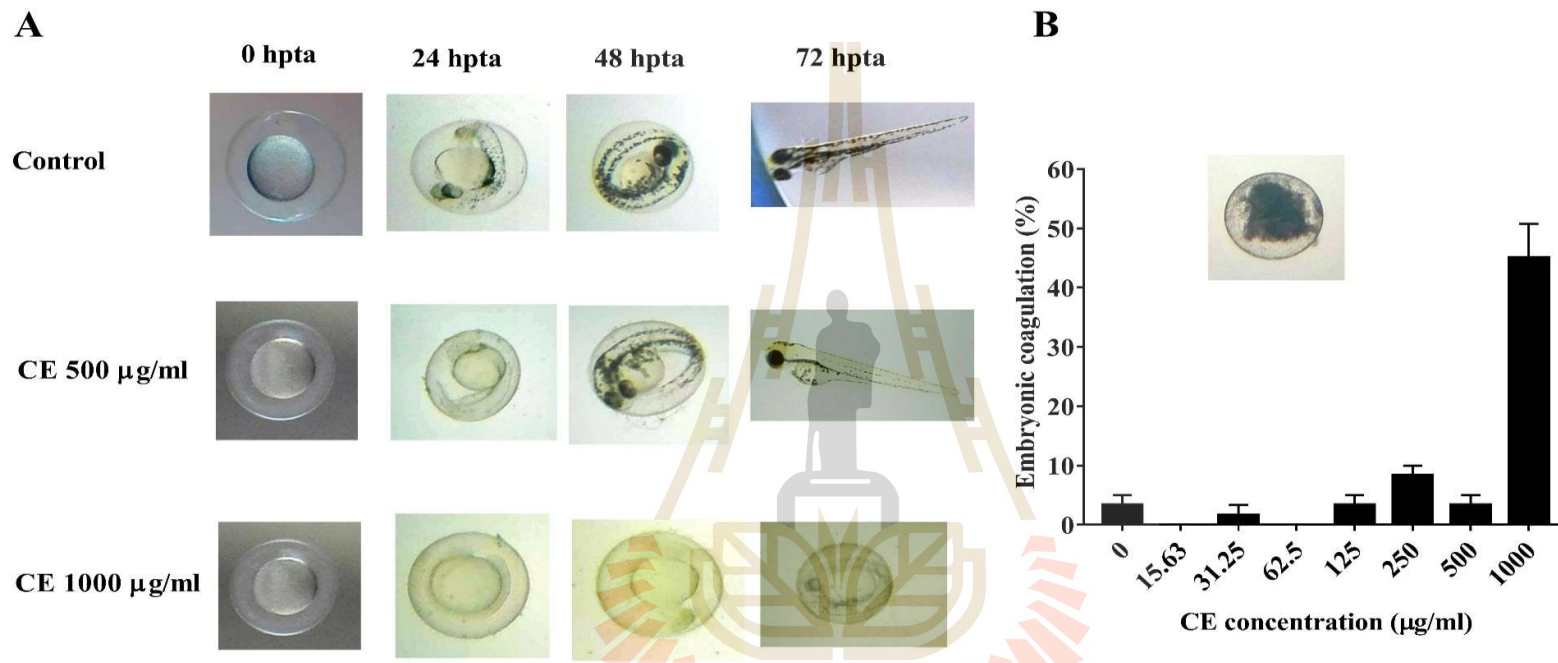 A
0 hpta 24 hpta 48 hpta 72 hpta
Control
CE 500 µg/ml
CE 1000 µg/ml
B
Embryonic coagulation (%)
60
50
40
30
20
10
0
0 15.63 31.25 62.5 125 250 500 1000
CE concentration (µg/ml)